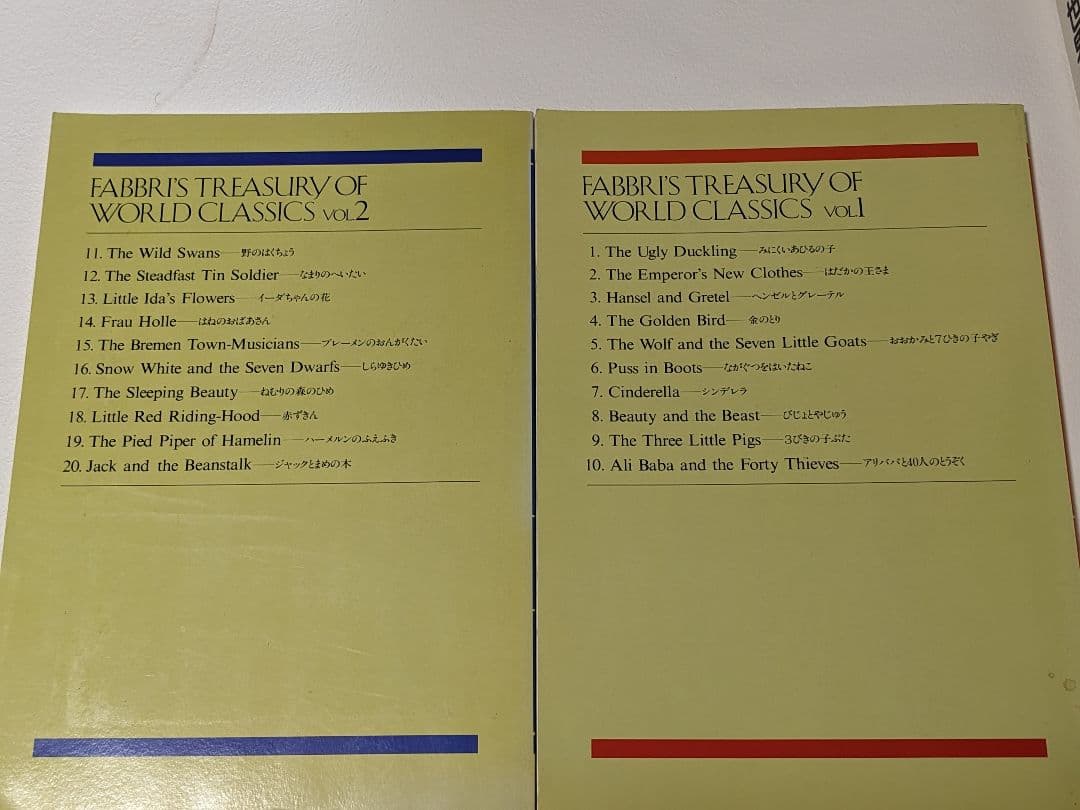 FABBRI'S TREASURY OF
WORLD CLASSICS VOL.2
11. The Wild Swans—野のはくちょう
12. The Steadfast Tin Soldier—なまりのへいたい
13. Little Ida's Flowers—イーダちゃんの花
14. Frau Holle—はねのおばあさん
15. The Bremen Town-Musicians—ブレーメンのおんがくたい
16. Snow White and the Seven Dwarfs—しらゆきひめ
17. The Sleeping Beauty—ねむりの森のひめ
18. Little Red Riding-Hood—赤ずきん
19. The Pied Piper of Hamelin—ハーメルンのふえふき
20. Jack and the Beanstalk—ジャックとまめの木
FABBRI'S TREASURY OF
WORLD CLASSICS VOL.1
1. The Ugly Duckling—みにくいあひるの子
2. The Emperor's New Clothes—はだかの王さま
3. Hansel and Gretel—ヘンゼルとグレーテル
4. The Golden Bird—金のとり
5. The Wolf and the Seven Little Goats—おおかみと7ひきの子やぎ
6. Puss in Boots—ながぐつをはいたねこ
7. Cinderella—シンデレラ
8. Beauty and the Beast—びじょとやじゅう
9. The Three Little Pigs—3びきの子ぶた
10. Ali Baba and the Forty Thieves—アリババと40人のとうぞく